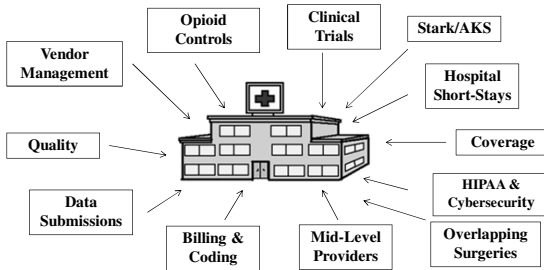 Opioid
Controls
Clinical
Trials
Stark/AKS
Vendor
Management
Hospital
Short-Stays
Quality
Coverage
Data
Submissions
HIPAA &
Cybersecurity
Billing &
Coding
Mid-Level
Providers
Overlapping
Surgeries